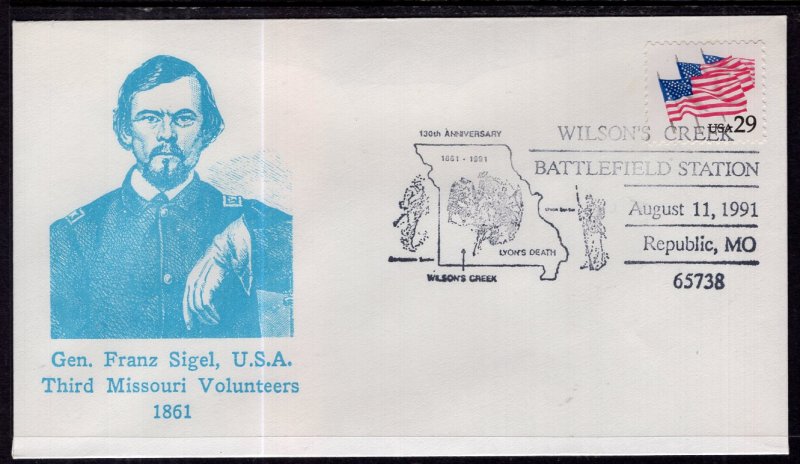 USA 29
WILSON'S CREEK
BATTLEFIELD STATION
August 11, 1991
Republic, MO
65738
130th ANNIVERSARY
1861 - 1991
LYON'S DEATH
WILSON'S CREEK
Gen. Franz Sigel, U.S.A.
Third Missouri Volunteers
1861